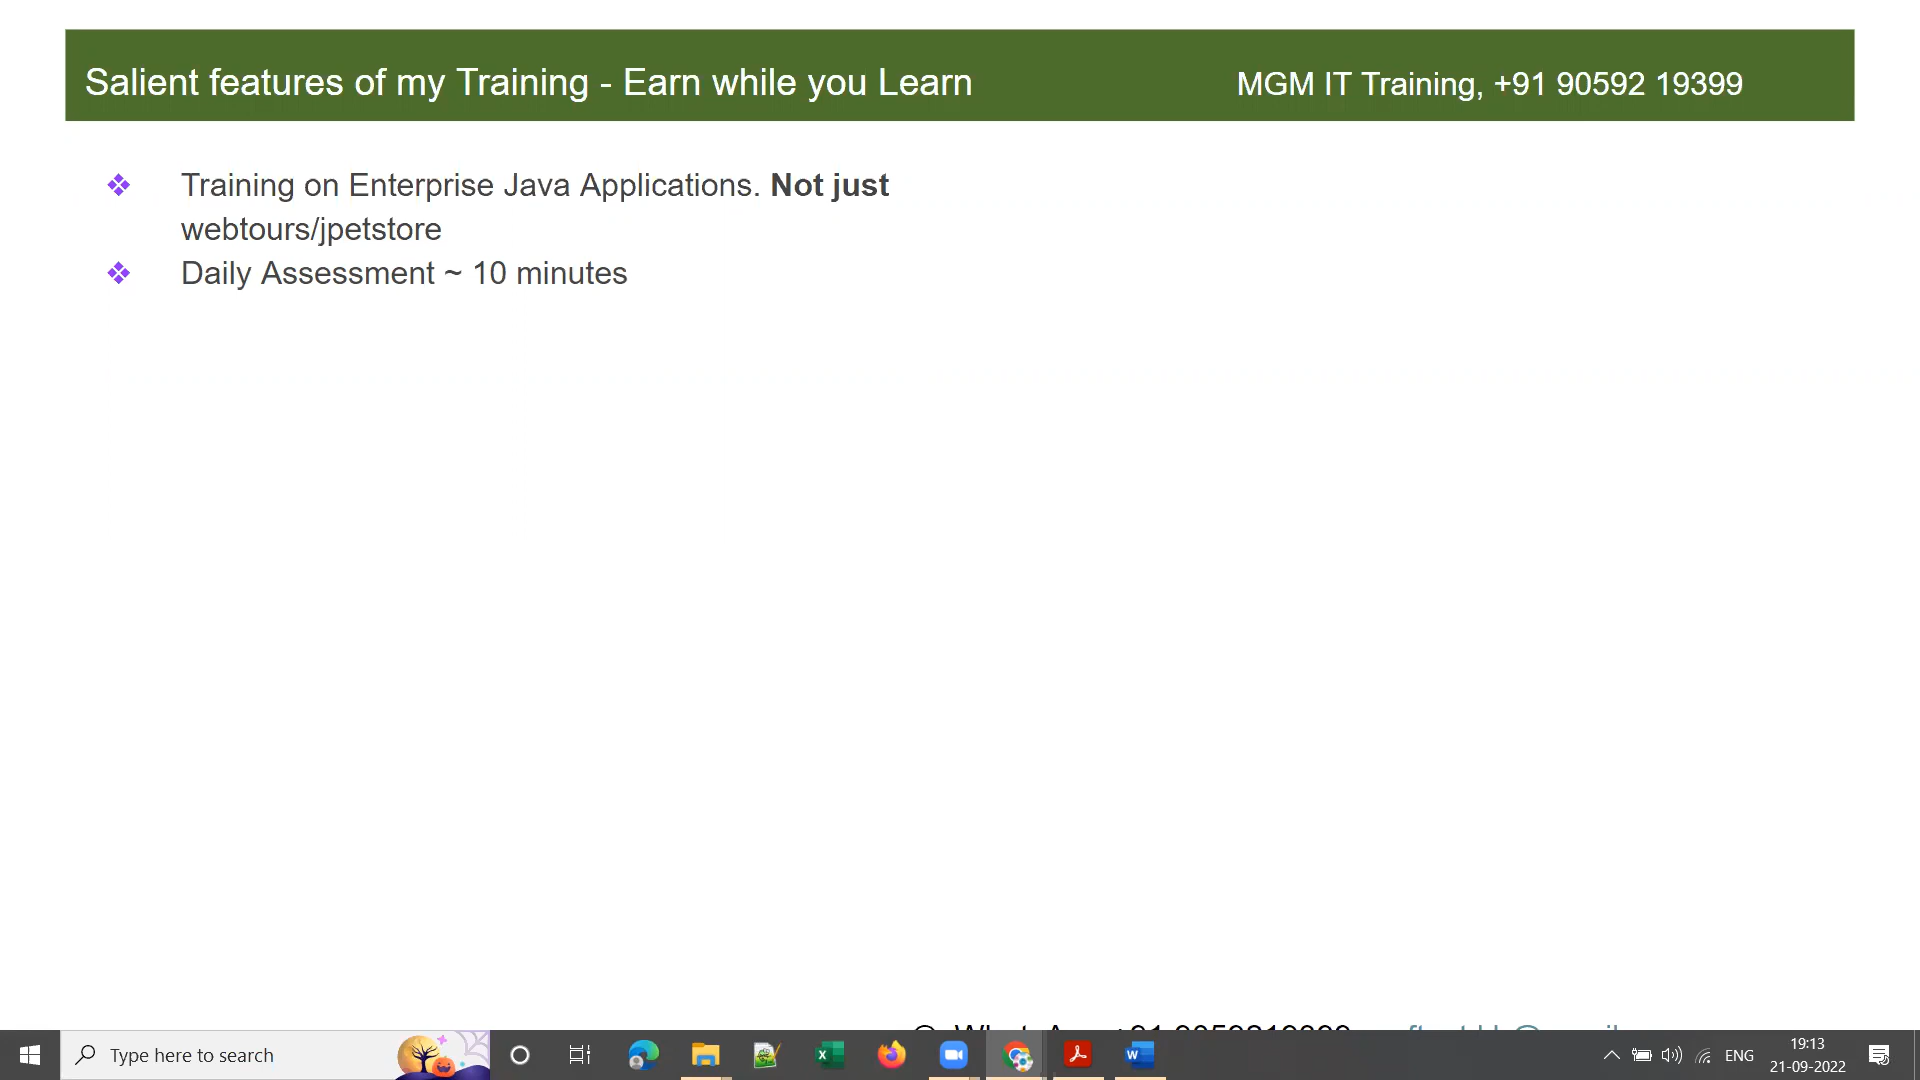 Salient features of my Training - Earn while you Learn
MGM IT Training, +91 90592 19399
Training on Enterprise Java Applications. Not just
webtours/jpetstore
Daily Assessment ~ 10 minutes
Type here to search
ENG
19:13
21-09-2022